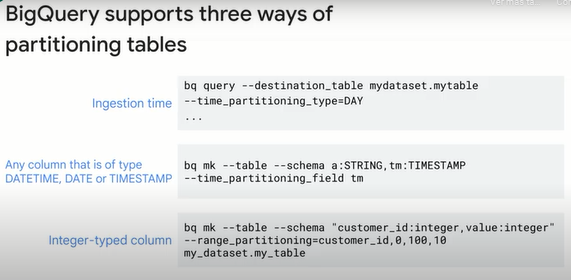 BigQuery supports three ways of
partitioning tables
Ingestion time
bq query --destination_table mydataset.mytable
--time_partitioning_type=DAY
...
Any column that is of type
DATETIME, DATE or TIMESTAMP
bq mk --table --schema a:STRING,tm:TIMESTAMP
--time_partitioning_field tm
Integer-typed column
bq mk --table --schema "customer_id:integer,value:integer"
--range_partitioning=customer_id,0,100,10
my_dataset.my_table